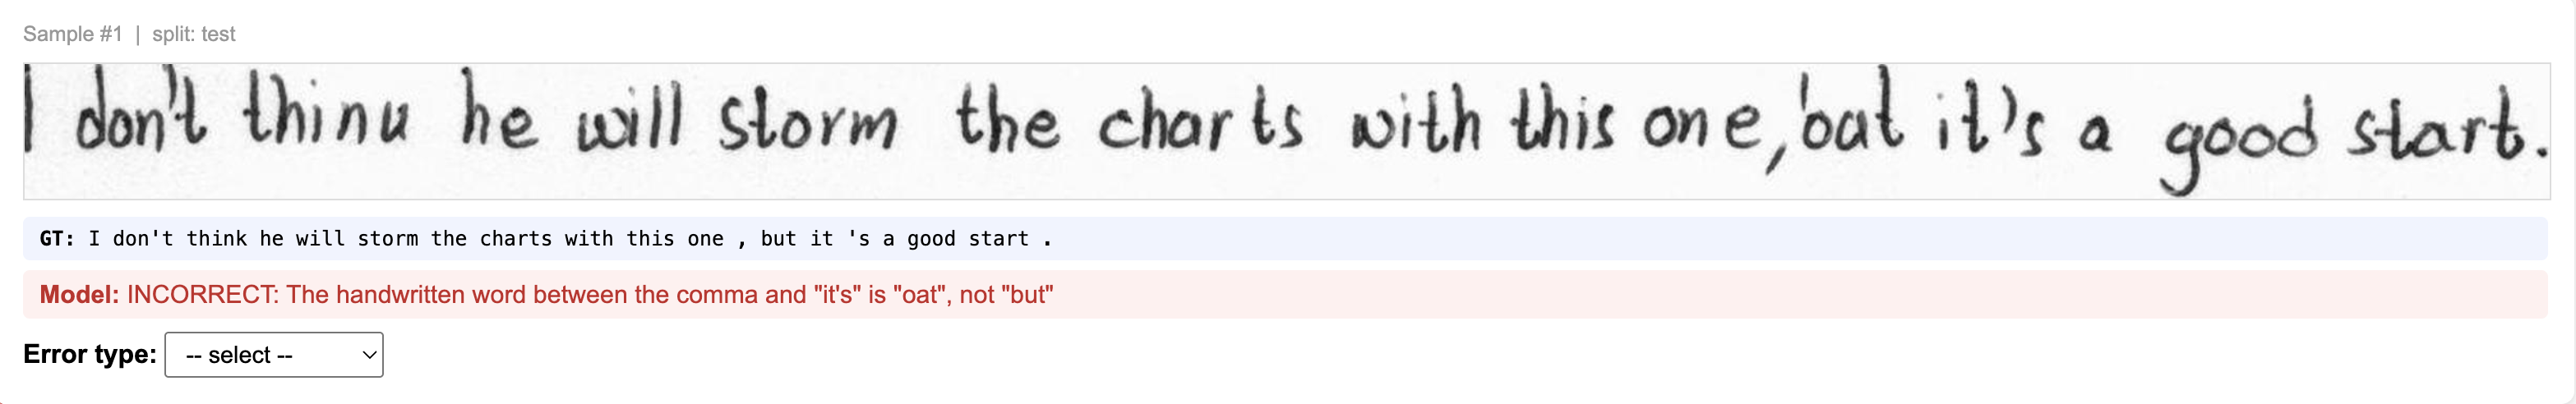 Sample #1 | split: test
I don't thinu he will storm the charts with this one, but it's a good start.
GT: I don't think he will storm the charts with this one , but it 's a good start .
Model: INCORRECT: The handwritten word between the comma and "it's" is "oat", not "but"
Error type: -- select --